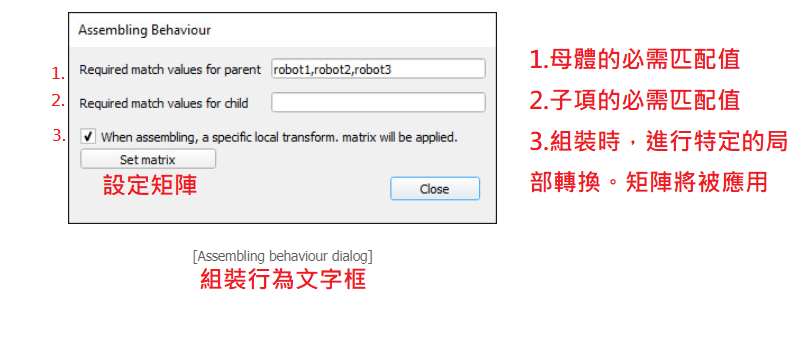 Assembling Behaviour
1. Required match values for parent robot1,robot2,robot3
2. Required match values for child
3. When assembling, a specific local transform. matrix will be applied.
Set matrix
設定矩陣
Close
[Assembling behaviour dialog]
組裝行為文字框
1.母體的必需匹配值
2.子項的必需匹配值
3.組裝時，進行特定的局
部轉換。矩陣將被應用